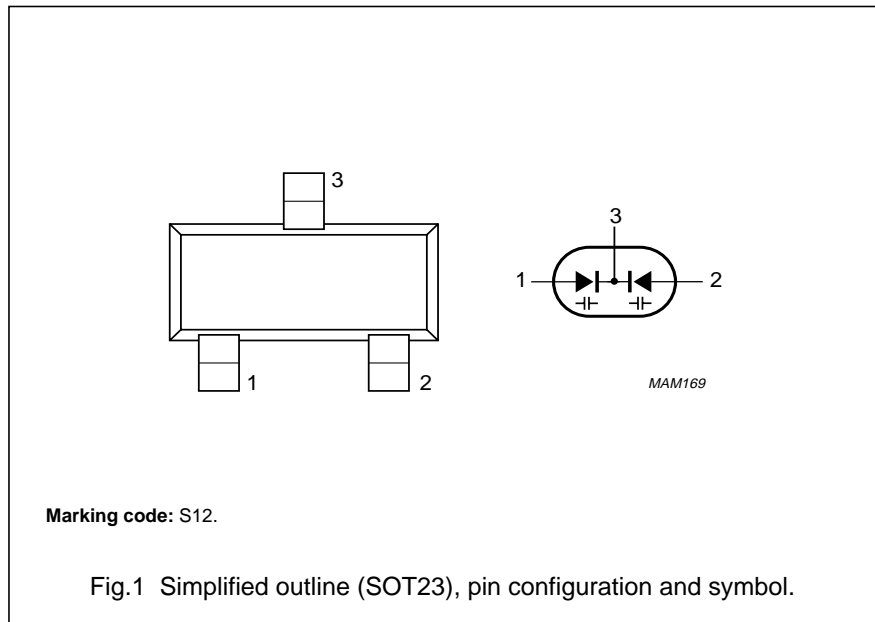 3
1
2
3
1
2
MAM169
Marking code: S12.
Fig.1 Simplified outline (SOT23), pin configuration and symbol.